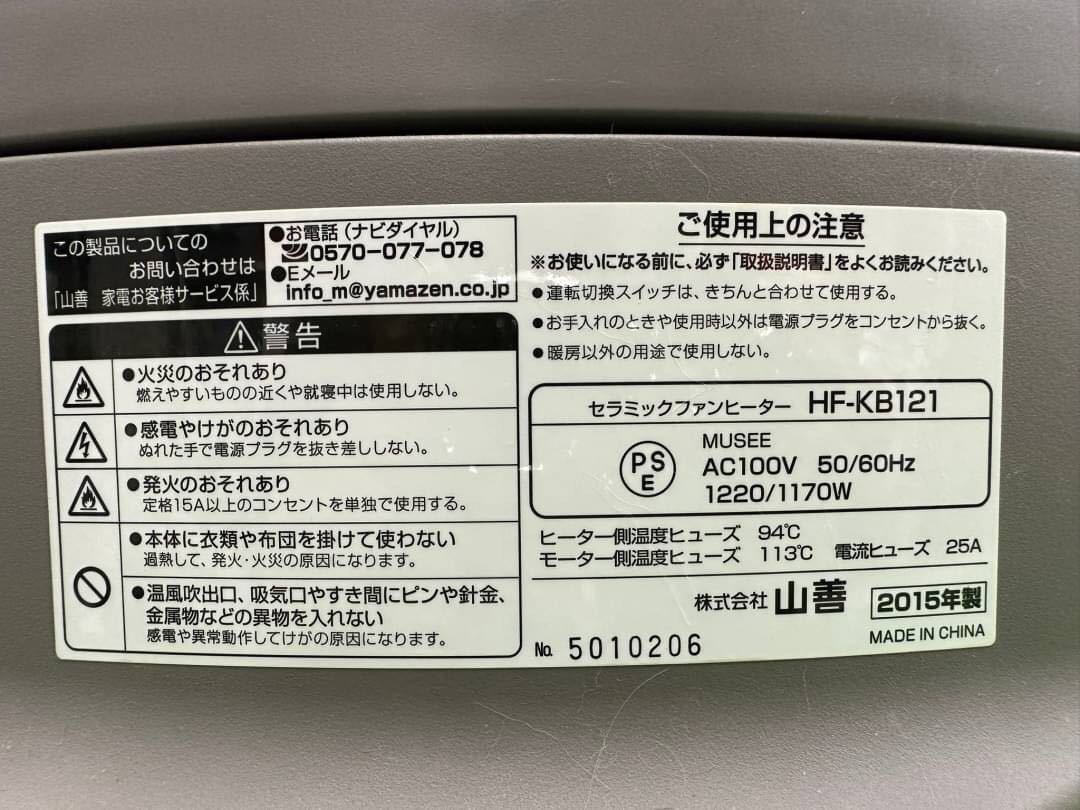 この製品についての
お問い合わせは
「山善 家電お客様サービス係」
●お電話（ナビダイヤル）
0570-077-078
●Eメール
info_m@yamazen.co.jp
警告
●火災のおそれあり
燃えやすいものの近くや就寝中は使用しない。
●感電やけがのおそれあり
ぬれた手で電源プラグを抜き差ししない。
●発火のおそれあり
定格15A以上のコンセントを単独で使用する。
●本体に衣類や布団を掛けて使わない
過熱して、発火・火災の原因になります。
●温風吹出口、吸気口やすき間にピンや針金、
金属物などの異物を入れない
感電や異常動作してけがの原因になります。
ご使用上の注意
※お使いになる前に、必ず「取扱説明書」をよくお読みください。
●運転切換スイッチは、きちんと合わせて使用する。
●お手入れのときや使用時以外は電源プラグをコンセントから抜く。
●暖房以外の用途で使用しない。
セラミックファンヒーター HF-KB121
PS
E
MUSEE
AC100V 50/60Hz
1220/1170W
ヒーター側温度ヒューズ 94℃
モーター側温度ヒューズ 113℃ 電流ヒューズ 25A
株式会社 山善 2015年製
MADE IN CHINA
No. 5010206